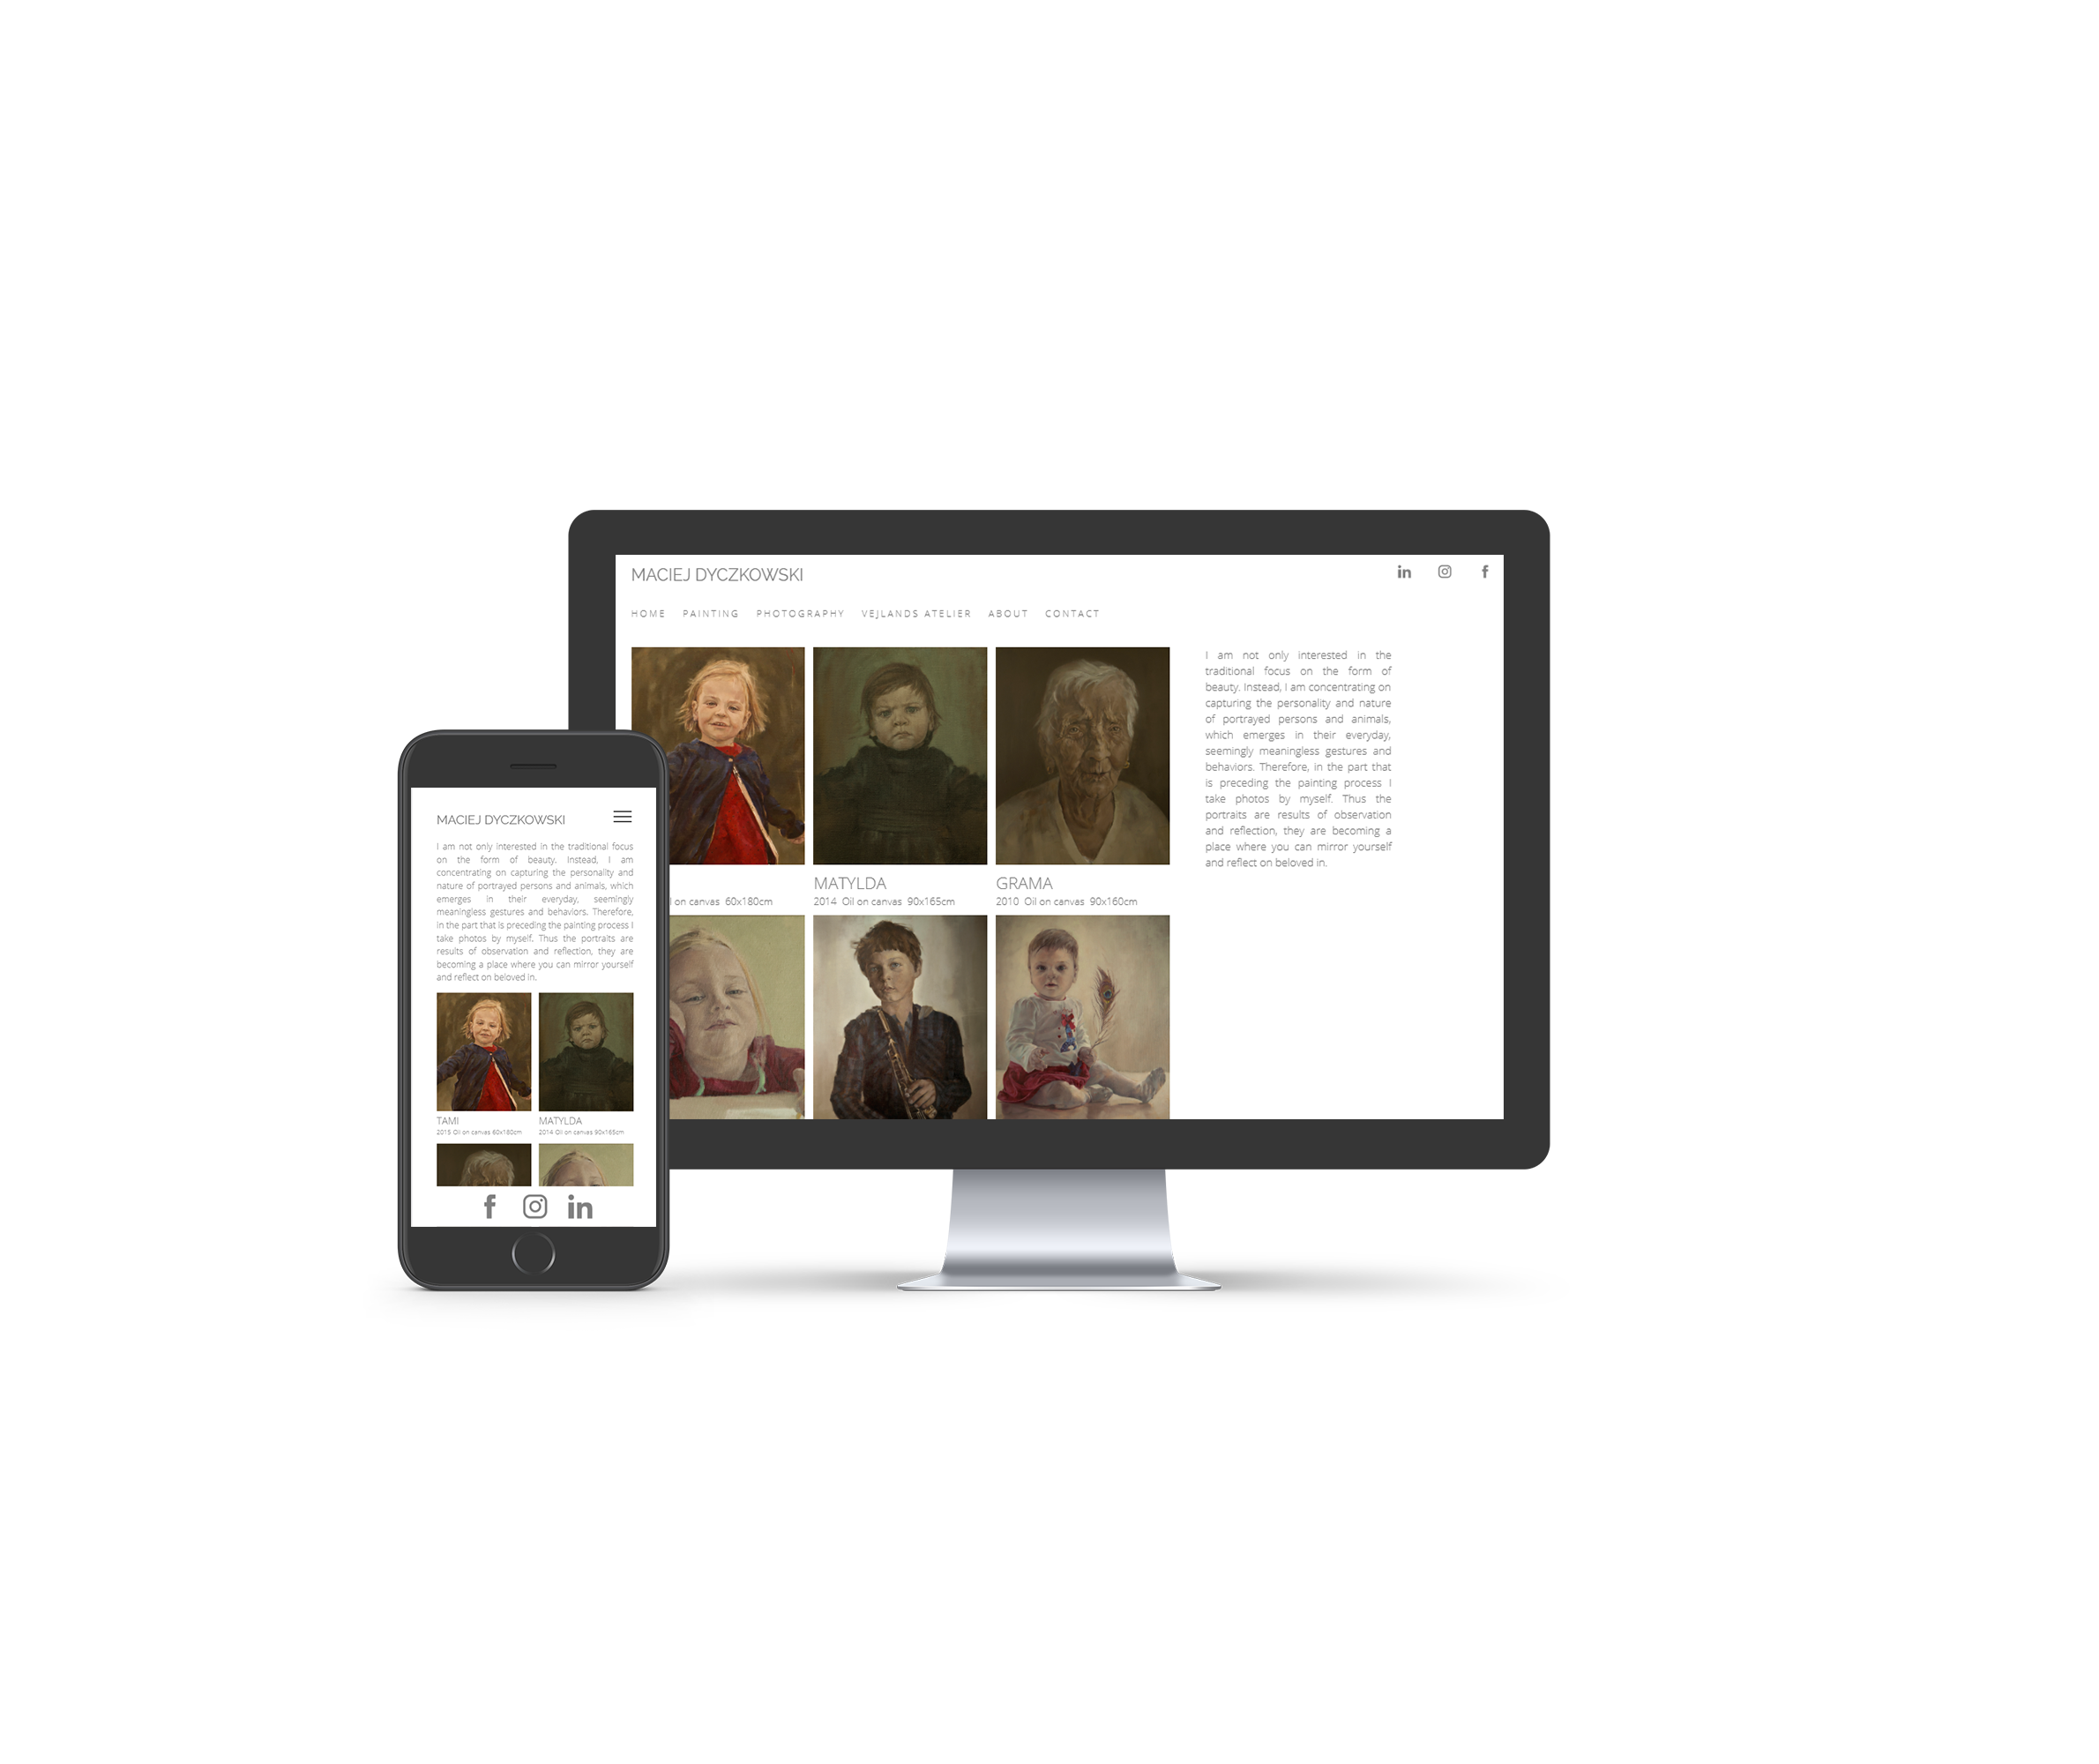 MACIEJ DYCZKOWSKI
HOME PAINTING PHOTOGRAPHY VEJLANDS ATELIER ABOUT CONTACT
I am not only interested in the
traditional focus on the form of
beauty. Instead, I am concentrating on
capturing the personality and nature
of portrayed persons and animals,
which emerges in their everyday,
seemingly meaningless gestures and
behaviors. Therefore, in the part that
is preceding the painting process I
take photos by myself. Thus the
portraits are results of observation
and reflection, they are becoming a
place where you can mirror yourself
and reflect on beloved in.
on canvas 60x180cm
MATYLDA
2014 Oil on canvas 90x165cm
GRAMA
2010 Oil on canvas 90x160cm
MACIEJ DYCZKOWSKI
I am not only interested in the traditional focus
on the form of beauty. Instead, I am
concentrating on capturing the personality and
nature of portrayed persons and animals, which
emerges in their everyday, seemingly
meaningless gestures and behaviors. Therefore,
in the part that is preceding the painting process I
take photos by myself. Thus the portraits are
results of observation and reflection, they are
becoming a place where you can mirror yourself
and reflect on beloved in.
TAMI
2015 Oil on canvas 60x180cm
MATYLDA
2014 Oil on canvas 90x165cm